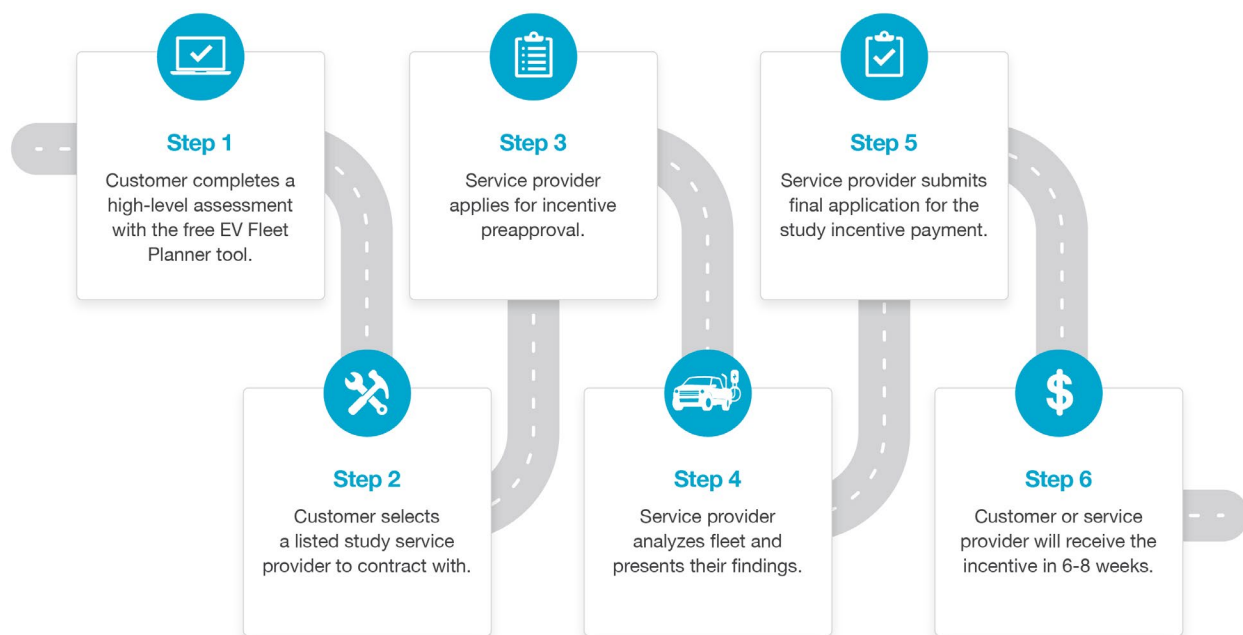 Step 1
Customer completes a
high-level assessment
with the free EV Fleet
Planner tool.
Step 2
Customer selects
a listed study service
provider to contract with.
Step 3
Service provider
applies for incentive
preapproval.
Step 4
Service provider
analyzes fleet and
presents their findings.
Step 5
Service provider submits
final application for the
study incentive payment.
Step 6
Customer or service
provider will receive the
incentive in 6-8 weeks.
$